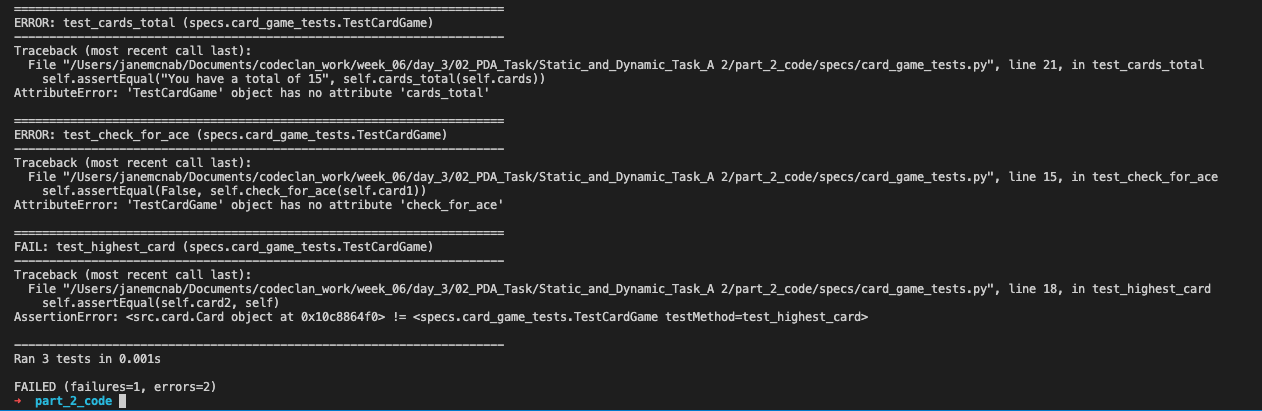 ======================================================================
ERROR: test_cards_total (specs.card_game_tests.TestCardGame)
----------------------------------------------------------------------
Traceback (most recent call last):
  File "/Users/janemcnab/Documents/codeclan_work/week_06/day_3/02_PDA_Task/Static_and_Dynamic_Task_A 2/part_2_code/specs/card_game_tests.py", line 21, in test_cards_total
    self.assertEqual("You have a total of 15", self.cards_total(self.cards))
AttributeError: 'TestCardGame' object has no attribute 'cards_total'

======================================================================
ERROR: test_check_for_ace (specs.card_game_tests.TestCardGame)
----------------------------------------------------------------------
Traceback (most recent call last):
  File "/Users/janemcnab/Documents/codeclan_work/week_06/day_3/02_PDA_Task/Static_and_Dynamic_Task_A 2/part_2_code/specs/card_game_tests.py", line 15, in test_check_for_ace
    self.assertEqual(False, self.check_for_ace(self.card1))
AttributeError: 'TestCardGame' object has no attribute 'check_for_ace'

======================================================================
FAIL: test_highest_card (specs.card_game_tests.TestCardGame)
----------------------------------------------------------------------
Traceback (most recent call last):
  File "/Users/janemcnab/Documents/codeclan_work/week_06/day_3/02_PDA_Task/Static_and_Dynamic_Task_A 2/part_2_code/specs/card_game_tests.py", line 18, in test_highest_card
    self.assertEqual(self.card2, self)
AssertionError: <src.card.Card object at 0x10c8864f0> != <specs.card_game_tests.TestCardGame testMethod=test_highest_card>

----------------------------------------------------------------------
Ran 3 tests in 0.001s

FAILED (failures=1, errors=2)
→ part_2_code